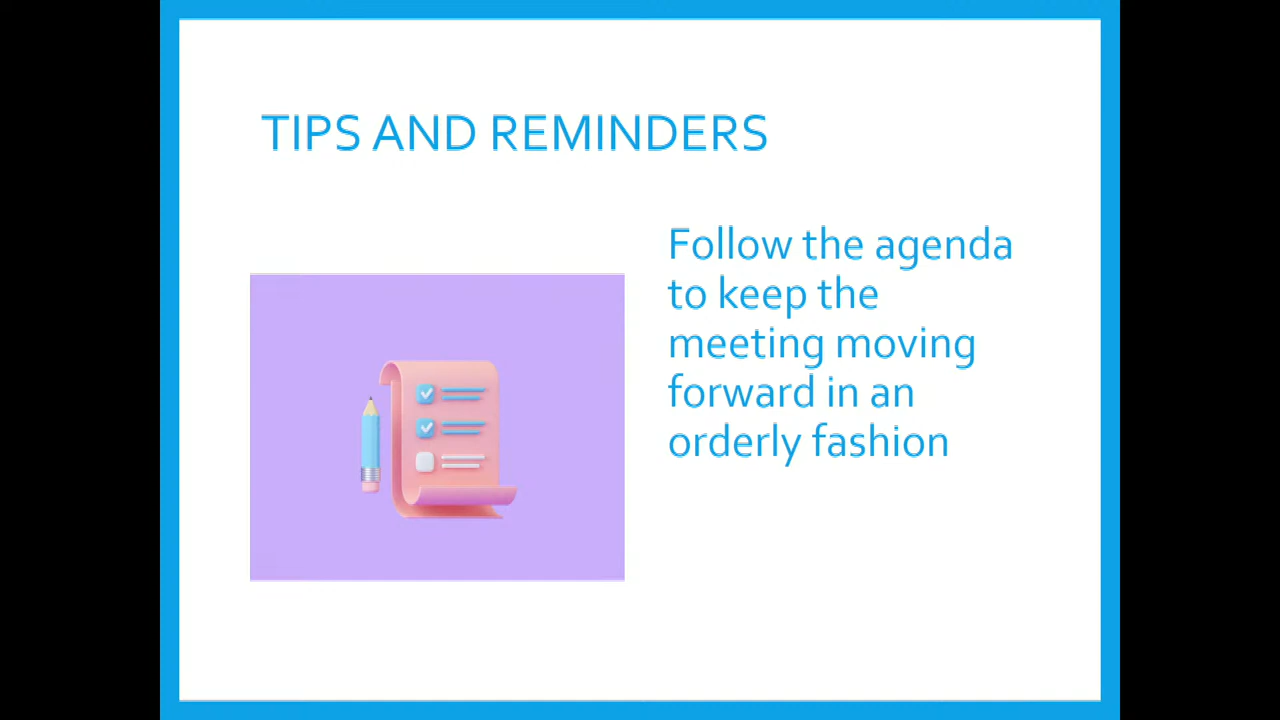 TIPS AND REMINDERS
Follow the agenda
to keep the
meeting moving
forward in an
orderly fashion